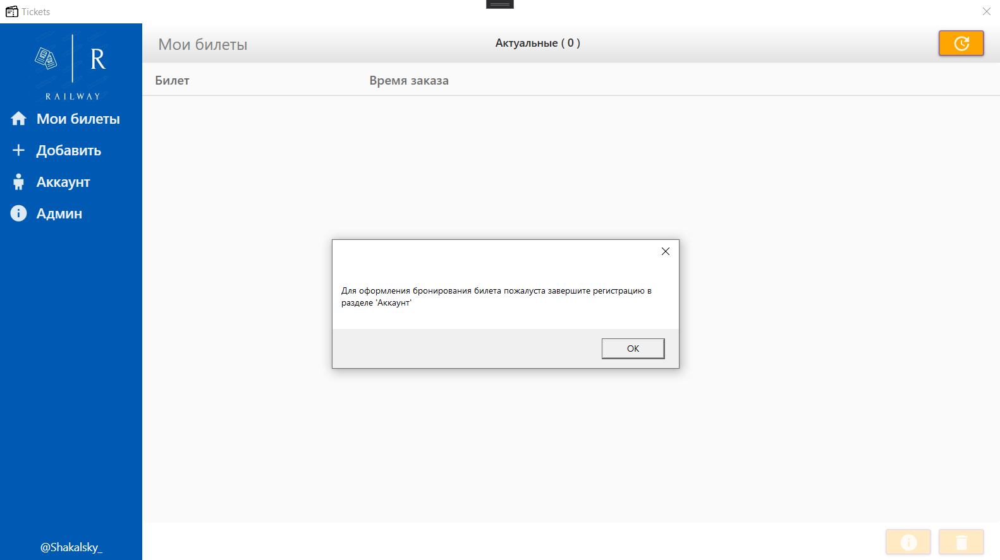 Tickets
R
RAILWAY
Мои билеты
Добавить
Аккаунт
Админ
@Shakalsky_
Мои билеты
Актуальные ( 0 )
Билет
Время заказа
Для оформления бронирования билета пожалуста завершите регистрацию в
разделе 'Аккаунт'
OK